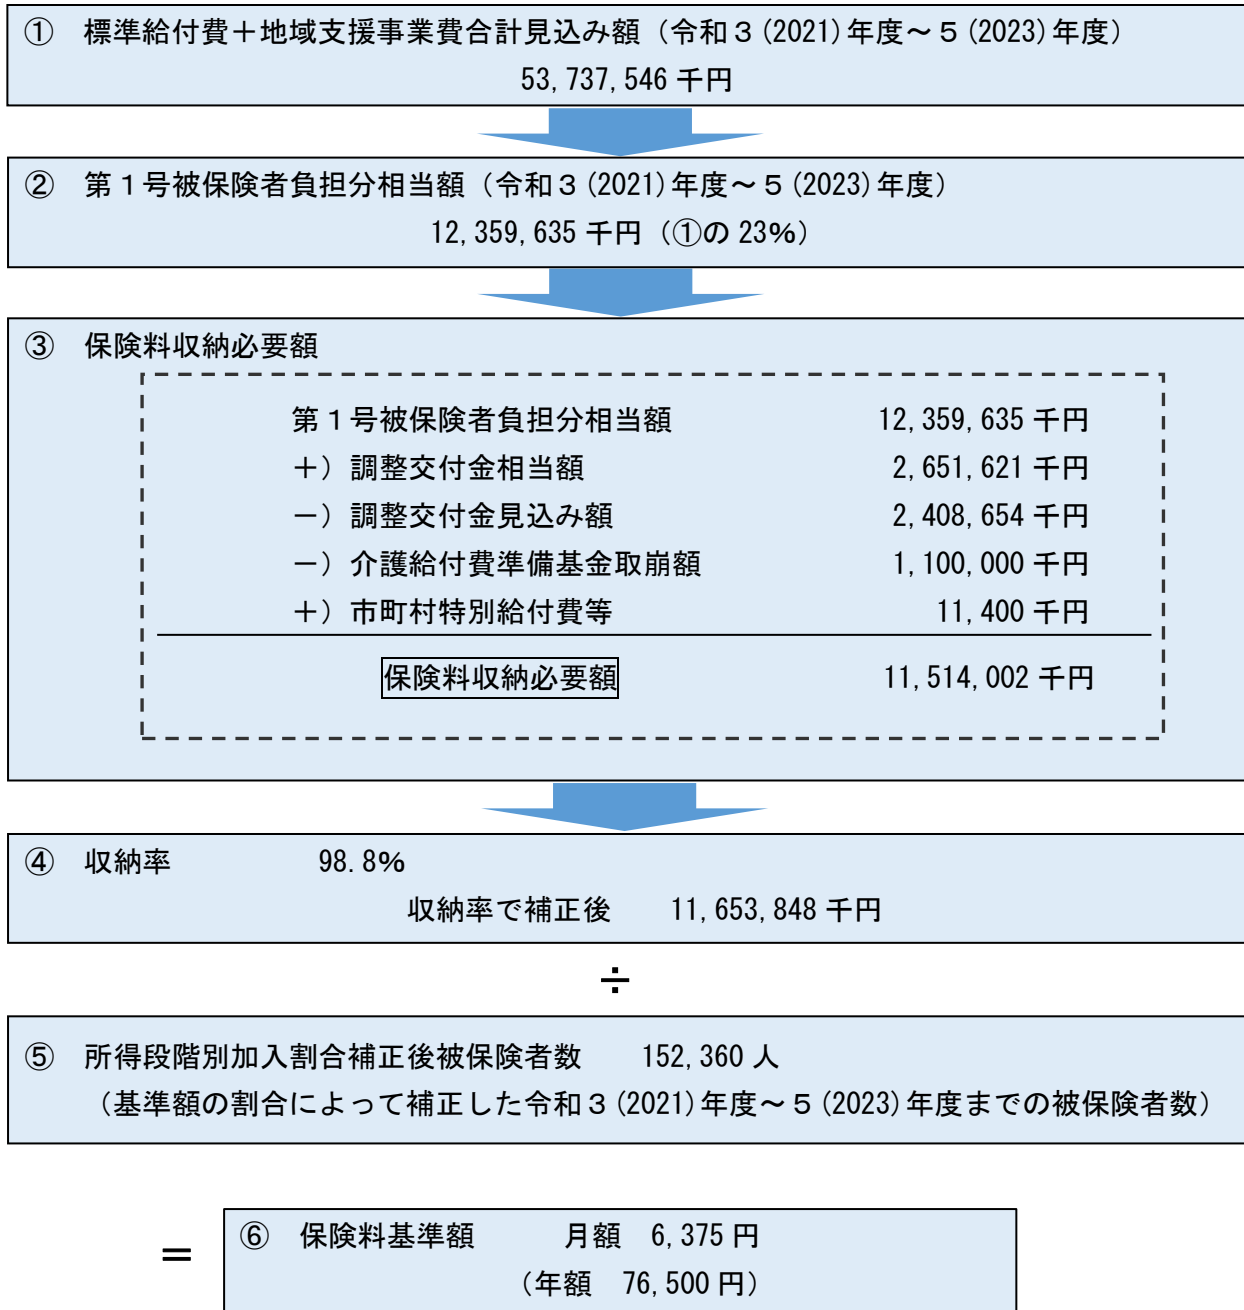 ① 標準給付費＋地域支援事業費合計見込み額（令和３(2021)年度～５(2023)年度）
53,737,546 千円
② 第１号被保険者負担分相当額（令和３(2021)年度～５(2023)年度）
12,359,635 千円（①の 23%）
③ 保険料収納必要額
第１号被保険者負担分相当額 12,359,635 千円
＋）調整交付金相当額 2,651,621 千円
－）調整交付金見込み額 2,408,654 千円
－）介護給付費準備基金取崩額 1,100,000 千円
＋）市町村特別給付費等 11,400 千円
保険料収納必要額 11,514,002 千円
④ 収納率 98.8%
収納率で補正後 11,653,848 千円
÷
⑤ 所得段階別加入割合補正後被保険者数 152,360 人
（基準額の割合によって補正した令和３(2021)年度～５(2023)年度までの被保険者数）
＝ ⑥ 保険料基準額 月額 6,375 円
（年額 76,500 円）